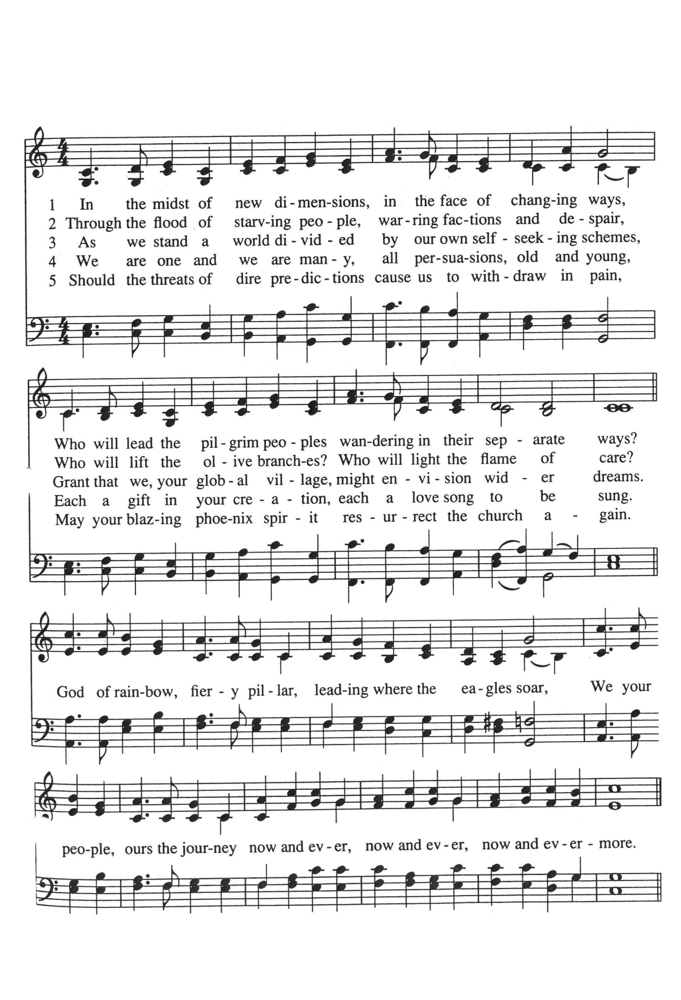 1 In the midst of new di - men-sions, in the face of chang-ing ways,
2 Through the flood of starv-ing peo - ple, war - ring fac-tions and de - spair,
3 As we stand a world di - vid - ed by our own self - seek - ing schemes,
4 We are one and we are man - y, all per-sua-sions, old and young,
5 Should the threats of dire pre - dic - tions cause us to with - draw in pain,
Who will lead the pil - grim peo - ples wan-dering in their sep - arate ways?
Who will lift the ol - ive branch-es? Who will light the flame of care?
Grant that we, your glob - al vil - lage, might en - vi - sion wid - er dreams.
Each a gift in your cre - a - tion, each a love song to be sung.
May your blaz-ing phoe-nix spir - it res - ur - rect the church a - gain.
God of rain-bow, fier - y pil - lar, lead-ing where the ea - gles soar, We your
peo-ple, ours the jour-ney now and ev - er, now and ev - er, now and ev - er - more.